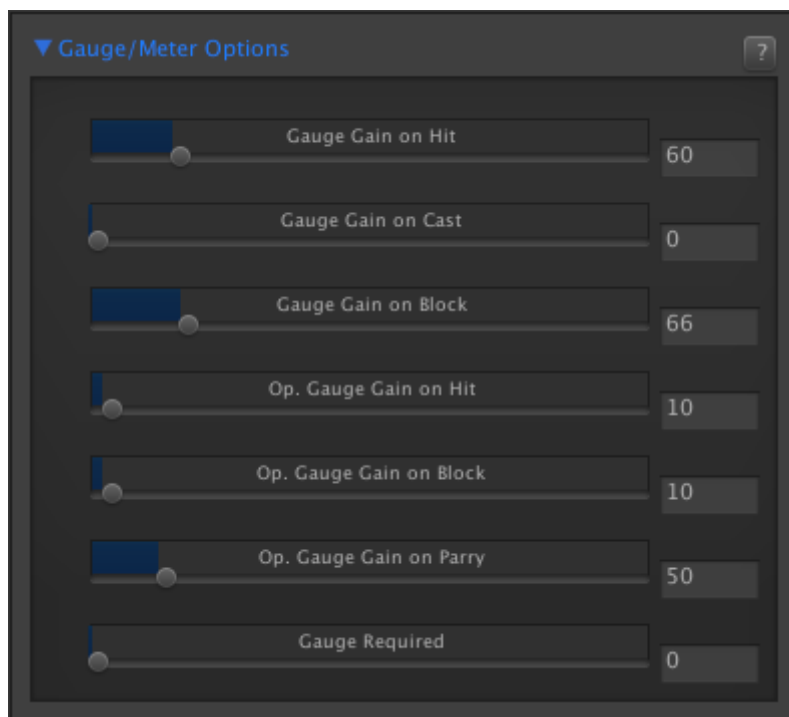 ▼ Gauge/Meter Options
?
Gauge Gain on Hit
60
Gauge Gain on Cast
0
Gauge Gain on Block
66
Op. Gauge Gain on Hit
10
Op. Gauge Gain on Block
10
Op. Gauge Gain on Parry
50
Gauge Required
0